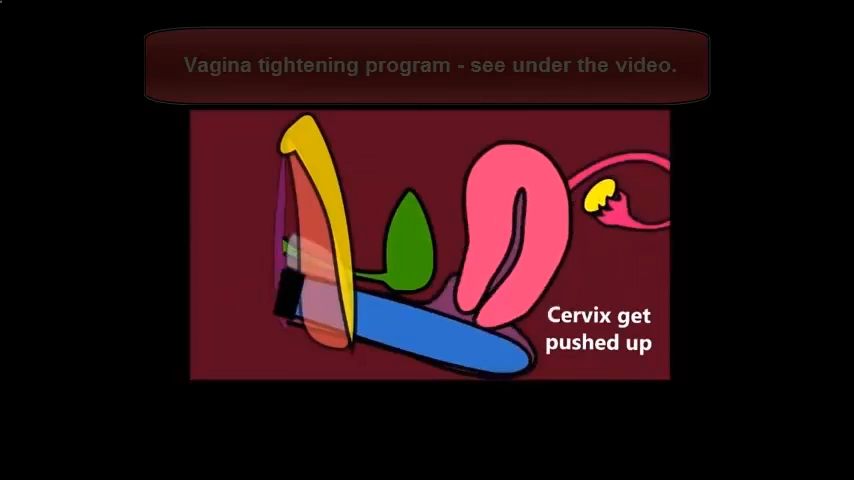 Vagina tightening program - see under the video.
Cervix get
pushed up